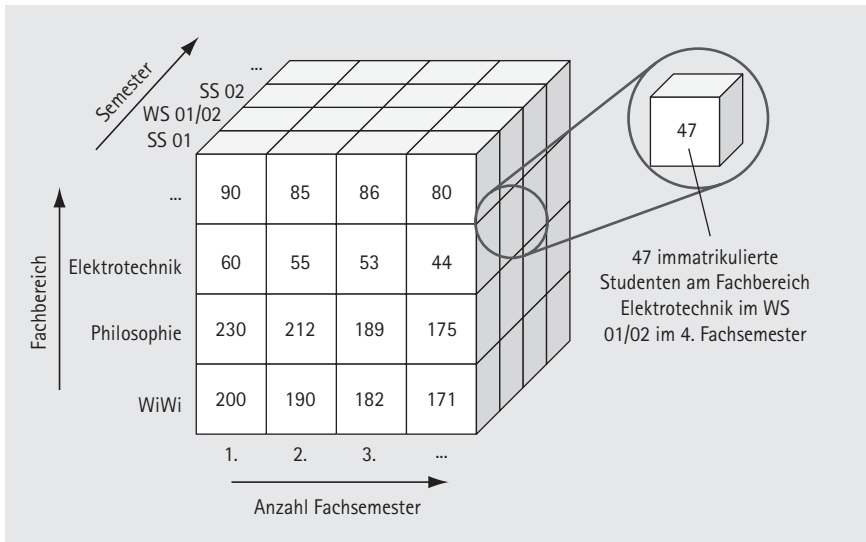 Semester
...
SS 02
WS 01/02
SS 01
Fachbereich
... 90 85 86 80
Elektrotechnik 60 55 53 44
Philosophie 230 212 189 175
WiWi 200 190 182 171
1. 2. 3. ...
Anzahl Fachsemester
47
47 immatrikulierte
Studenten am Fachbereich
Elektrotechnik im WS
01/02 im 4. Fachsemester